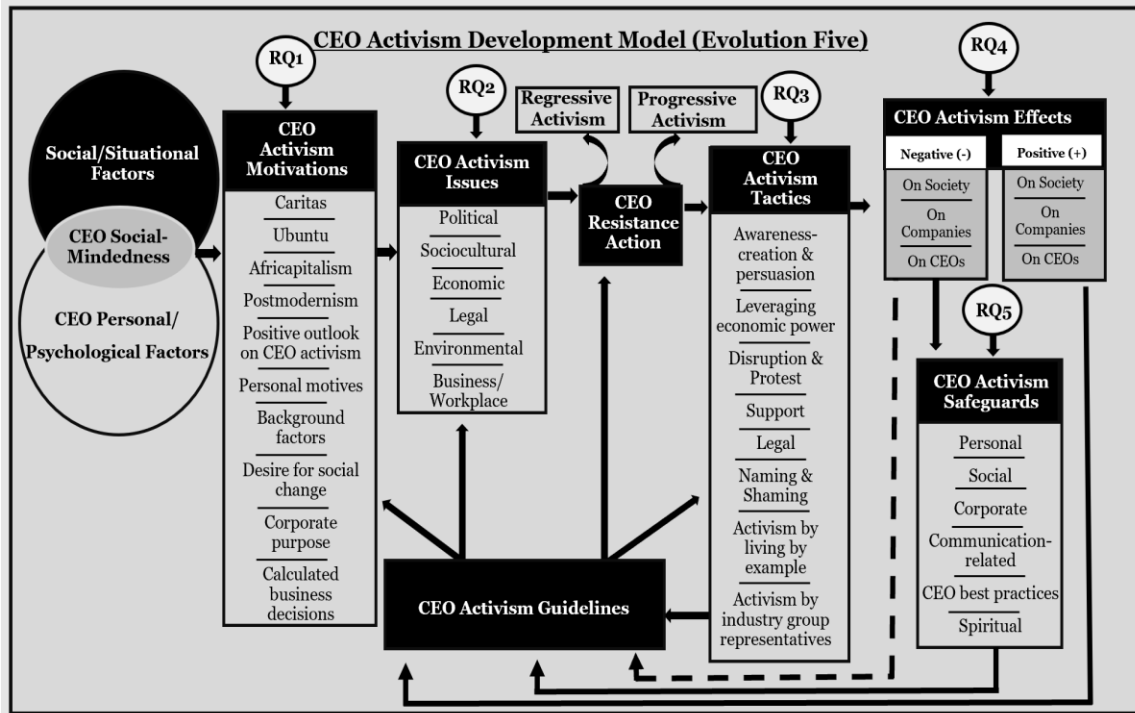 CEO Activism Development Model (Evolution Five)
Social/Situational
Factors
CEO Social-
Mindedness
CEO Personal/
Psychological Factors
RQ1
CEO
Activism
Motivations
Caritas
Ubuntu
Africapitalism
Postmodernism
Positive outlook
on CEO activism
Personal motives
Background
factors
Desire for social
change
Corporate
purpose
Calculated
business
decisions
RQ2
CEO Activism
Issues
Political
Sociocultural
Economic
Legal
Environmental
Business/
Workplace
Regressive
Activism
Progressive
Activism
CEO
Resistance
Action
RQ3
CEO
Activism
Tactics
Awareness-
creation &
persuasion
Leveraging
economic power
Disruption &
Protest
Support
Legal
Naming &
Shaming
Activism by
living by
example
Activism by
industry group
representatives
RQ4
CEO Activism Effects
Negative (-)
On Society
On
Companies
On CEOs
Positive (+)
On Society
On
Companies
On CEOs
RQ5
CEO Activism
Safeguards
Personal
Social
Corporate
Communication-
related
CEO best practices
Spiritual
CEO Activism Guidelines